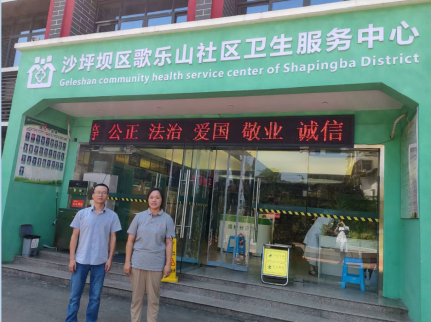 沙坪坝区歌乐山社区卫生服务中心
Geleshan community health service center of Shapingba District
等 公正 法治 爱国 敬业 诚信